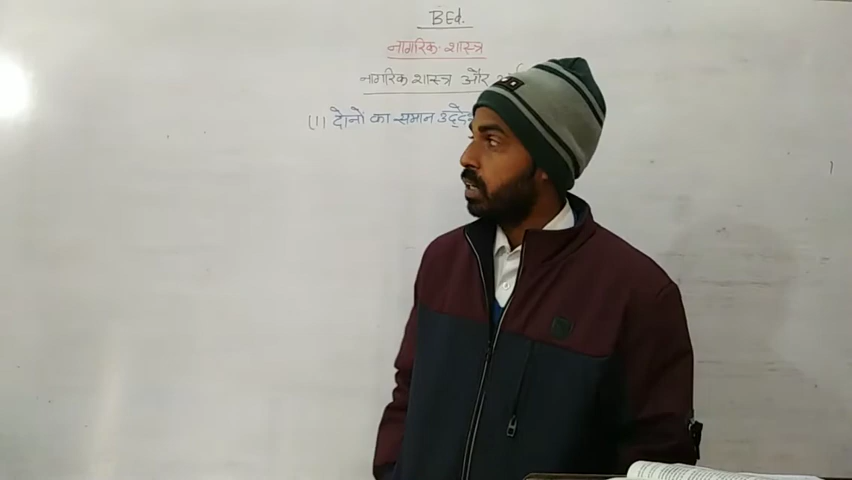 BEd.
नागरिक-शास्त्र
नागरिक शास्त्र और
(1) दोनों का समान